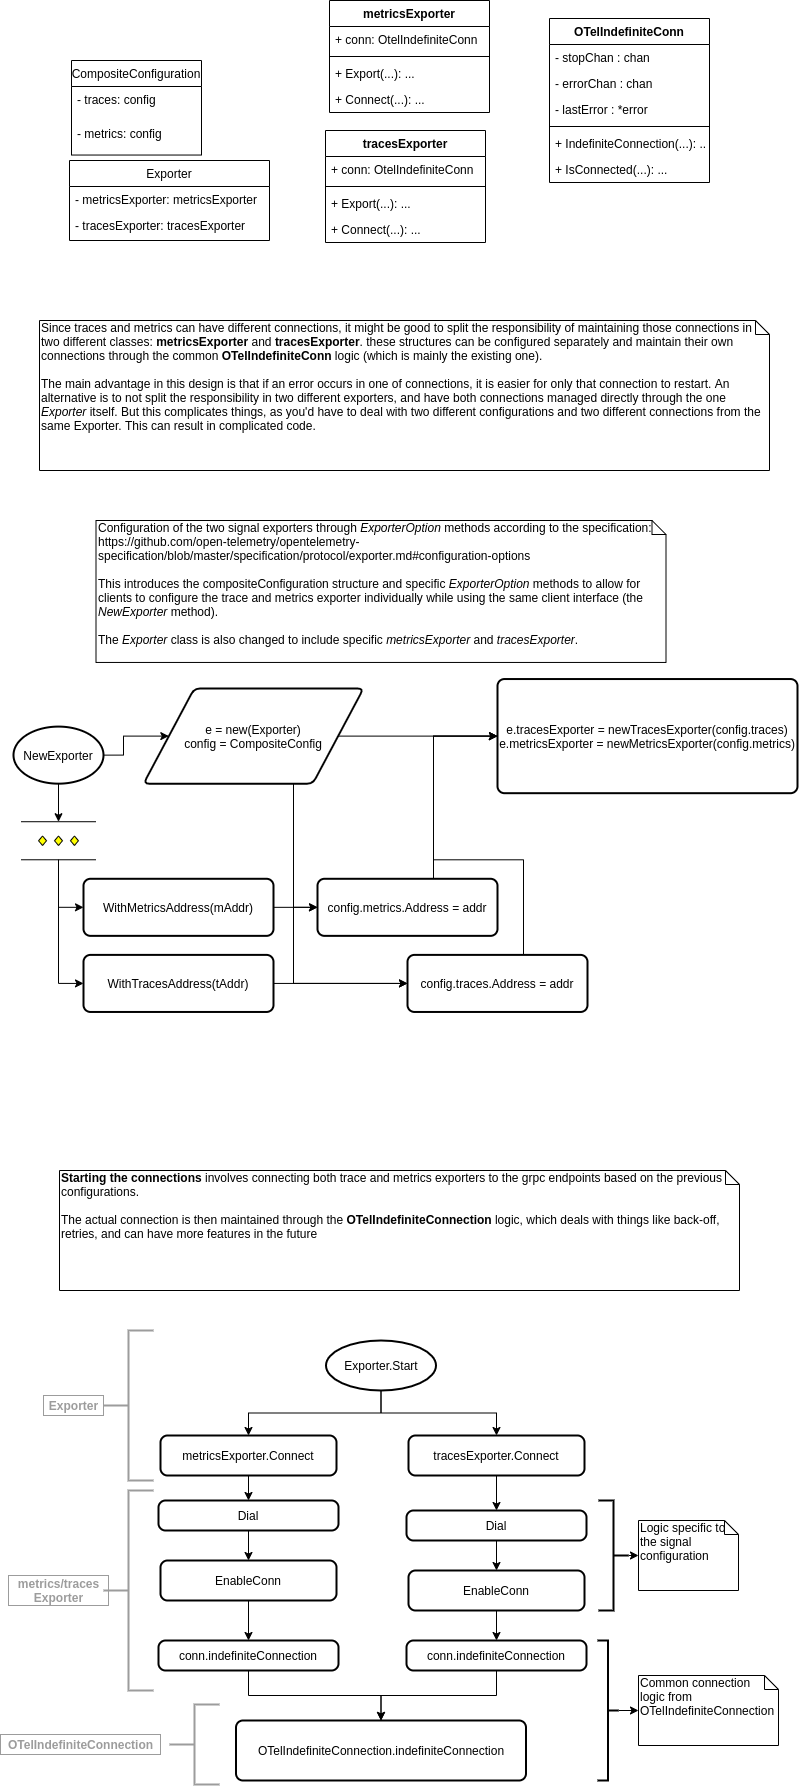 metricsExporter
+ conn: OtelIndefiniteConn
+ Export(...): ...
+ Connect(...): ...
OTelIndefiniteConn
- stopChan : chan
- errorChan : chan
- lastError : *error
+ IndefiniteConnection(...): ..
+ IsConnected(...): ...
CompositeConfiguration
- traces: config
- metrics: config
tracesExporter
+ conn: OtelIndefiniteConn
+ Export(...): ...
+ Connect(...): ...
Exporter
- metricsExporter: metricsExporter
- tracesExporter: tracesExporter
Since traces and metrics can have different connections, it might be good to split the responsibility of maintaining those connections in
two different classes: metricsExporter and tracesExporter. these structures can be configured separately and maintain their own
connections through the common OTelIndefiniteConn logic (which is mainly the existing one).
The main advantage in this design is that if an error occurs in one of connections, it is easier for only that connection to restart. An
alternative is to not split the responsibility in two different exporters, and have both connections managed directly through the one
Exporter itself. But this complicates things, as you'd have to deal with two different configurations and two different connections from the
same Exporter. This can result in complicated code.
Configuration of the two signal exporters through ExporterOption methods according to the specification:
https://github.com/open-telemetry/opentelemetry-
specification/blob/master/specification/protocol/exporter.md#configuration-options
This introduces the compositeConfiguration structure and specific ExporterOption methods to allow for
clients to configure the trace and metrics exporter individually while using the same client interface (the
NewExporter method).
The Exporter class is also changed to include specific metricsExporter and tracesExporter.
NewExporter
e = new(Exporter)
config = CompositeConfig
e.tracesExporter = newTracesExporter(config.traces)
e.metricsExporter = newMetricsExporter(config.metrics)
WithMetricsAddress(mAddr)
config.metrics.Address = addr
WithTracesAddress(tAddr)
config.traces.Address = addr
Starting the connections involves connecting both trace and metrics exporters to the grpc endpoints based on the previous
configurations.
The actual connection is then maintained through the OTelIndefiniteConnection logic, which deals with things like back-off,
retries, and can have more features in the future
Exporter.Start
Exporter
metricsExporter.Connect
tracesExporter.Connect
Dial
Dial
Logic specific to
the signal
configuration
metrics/traces
Exporter
EnableConn
EnableConn
conn.indefiniteConnection
conn.indefiniteConnection
Common connection
logic from
OTelIndefiniteConnection
OTelIndefiniteConnection
OTelIndefiniteConnection.indefiniteConnection